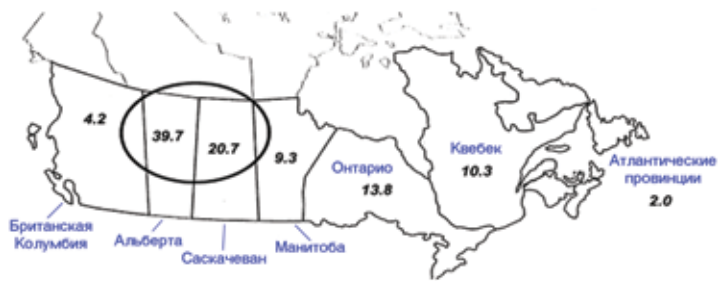 4.2
39.7
20.7
9.3
Онтарио
13.8
Квебек
10.3
Атлантические
провинции
2.0
Британская
Колумбия
Альберта
Саскачеван
Манитоба